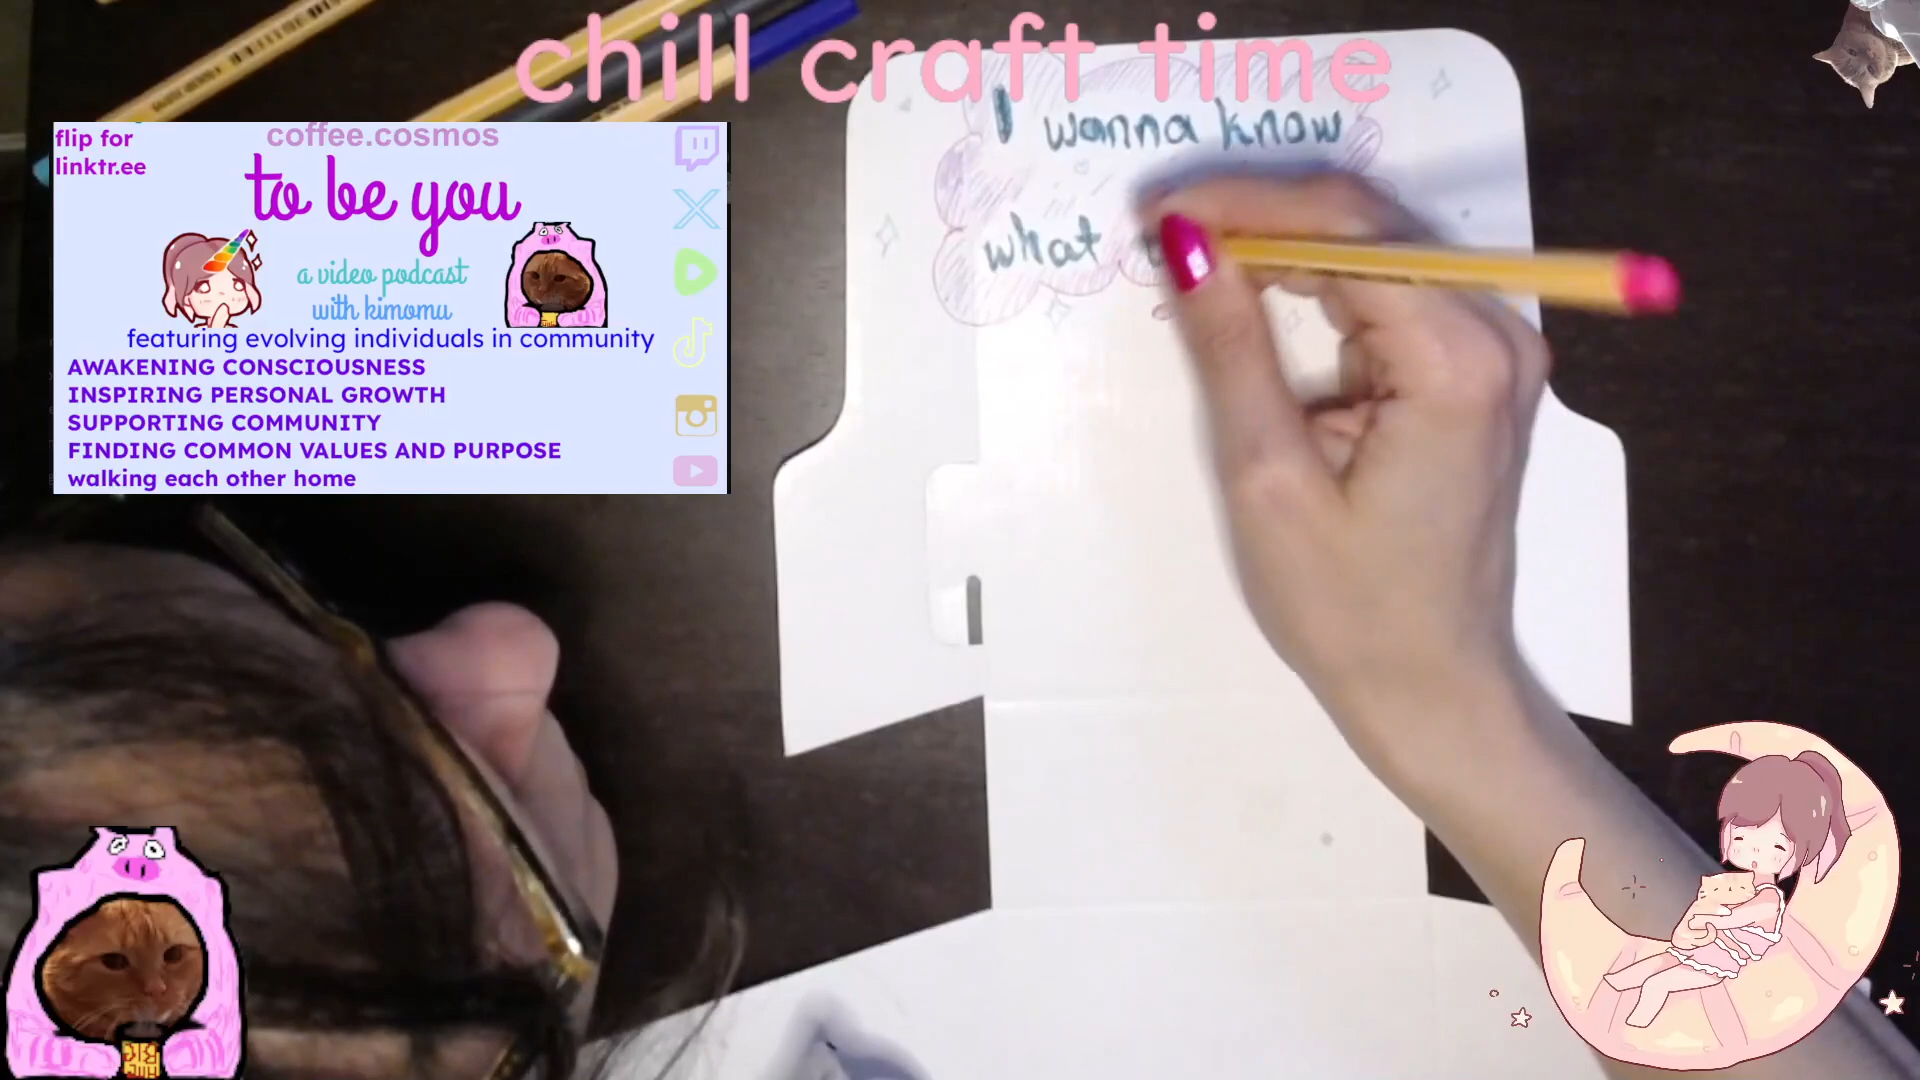 chill craft time
I wanna know
what
flip for
linktr.ee
coffee.cosmos
to be you
a video podcast
with kimomu
featuring evolving individuals in community
AWAKENING CONSCIOUSNESS
INSPIRING PERSONAL GROWTH
SUPPORTING COMMUNITY
FINDING COMMON VALUES AND PURPOSE
walking each other home